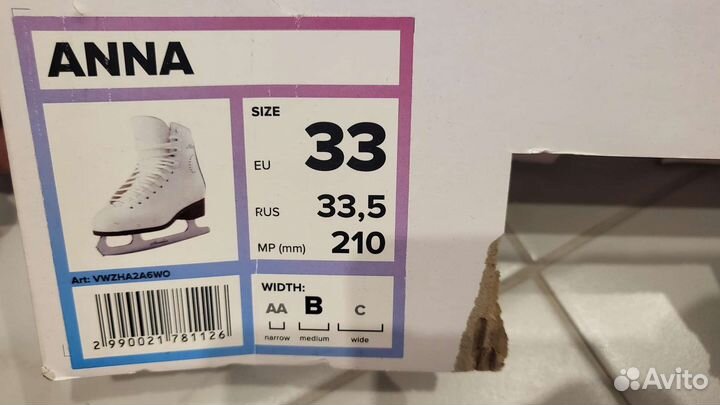 ANNA
SIZE
EU 33
RUS 33,5
MP (mm) 210
Art: VWZHA2A6WO
WIDTH:
AA B C
narrow medium wide
2 990021 781126
Avito